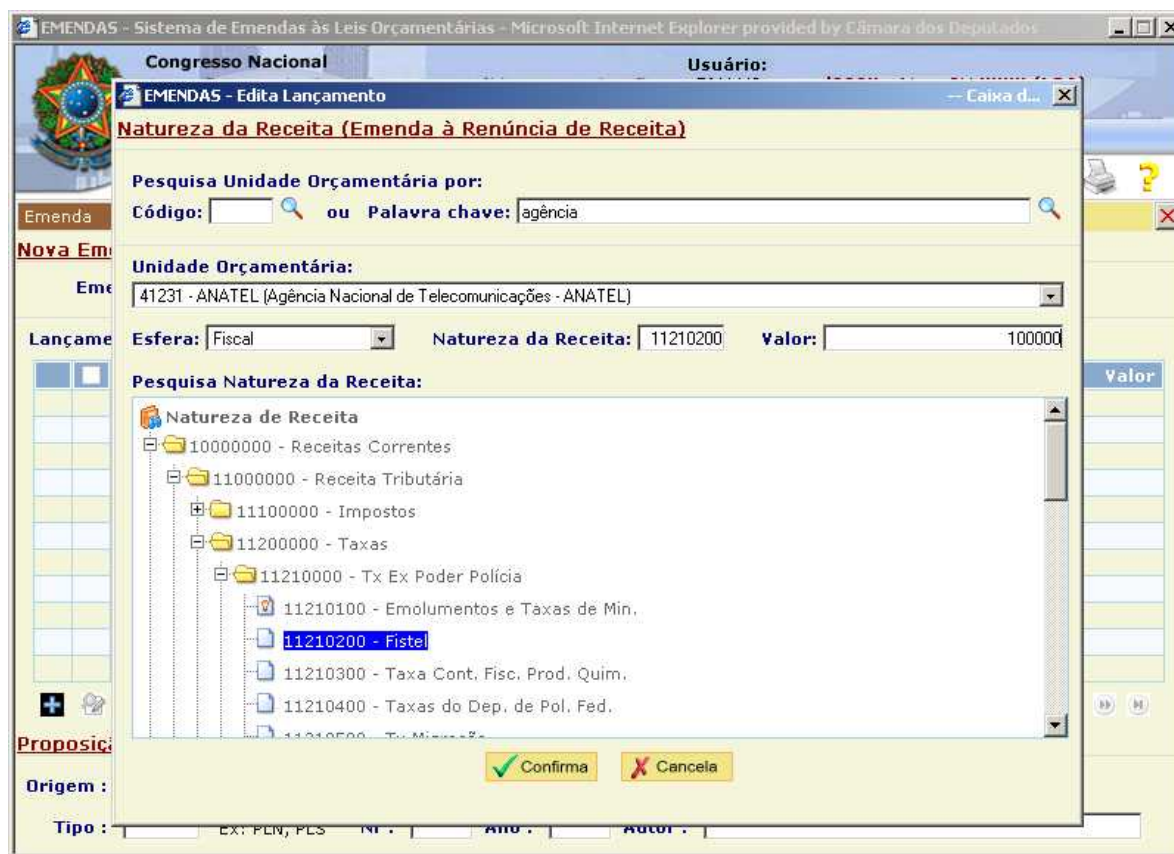 EMENDAS - Sistema de Emendas às Leis Orçamentárias - Microsoft Internet Explorer provided by Câmara dos Deputados
Congresso Nacional
Usuário:
EMENDAS - Edita Lançamento -- Caixa d...
Natureza da Receita (Emenda à Renúncia de Receita)
Pesquisa Unidade Orçamentária por:
Código: ou Palavra chave: agência
Emenda
Nova Em
Unidade Orçamentária:
Eme
41231 - ANATEL (Agência Nacional de Telecomunicações - ANATEL)
Lançame
Esfera: Fiscal Natureza da Receita: 11210200 Valor: 100000
Valor
Pesquisa Natureza da Receita:
Natureza de Receita
10000000 - Receitas Correntes
11000000 - Receita Tributária
11100000 - Impostos
11200000 - Taxas
11210000 - Tx Ex Poder Polícia
11210100 - Emolumentos e Taxas de Min.
11210200 - Fistel
11210300 - Taxa Cont. Fisc. Prod. Quim.
11210400 - Taxas do Dep. de Pol. Fed.
Proposiç
Confirma Cancela
Origem :
Tipo : Ex: PLN, PLS Nr : Ano : Autor :